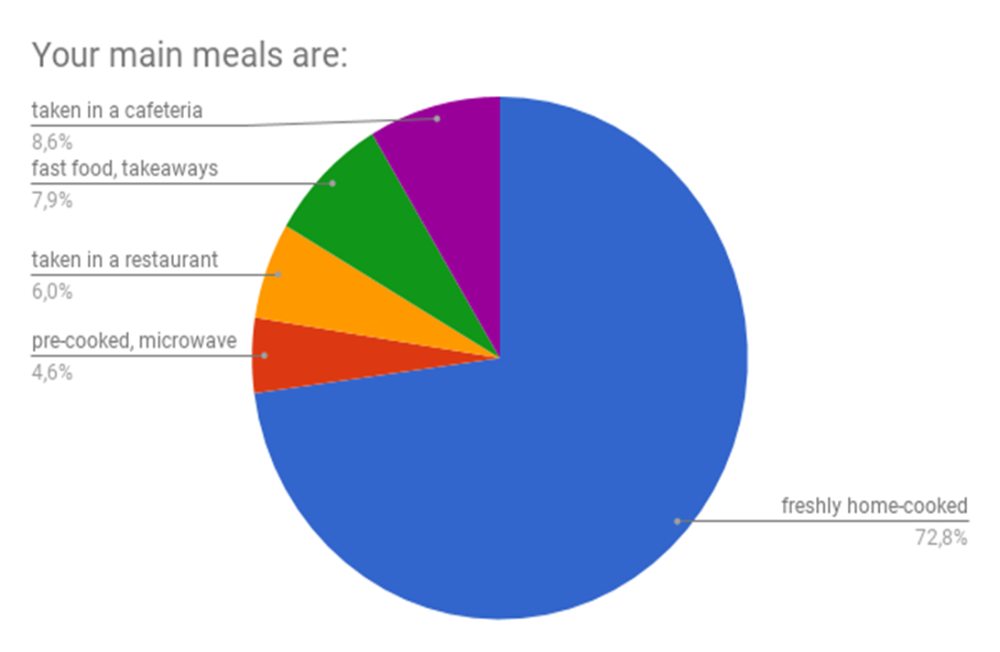 Your main meals are:
taken in a cafeteria
8,6%
fast food, takeaways
7,9%
taken in a restaurant
6,0%
pre-cooked, microwave
4,6%
freshly home-cooked
72,8%